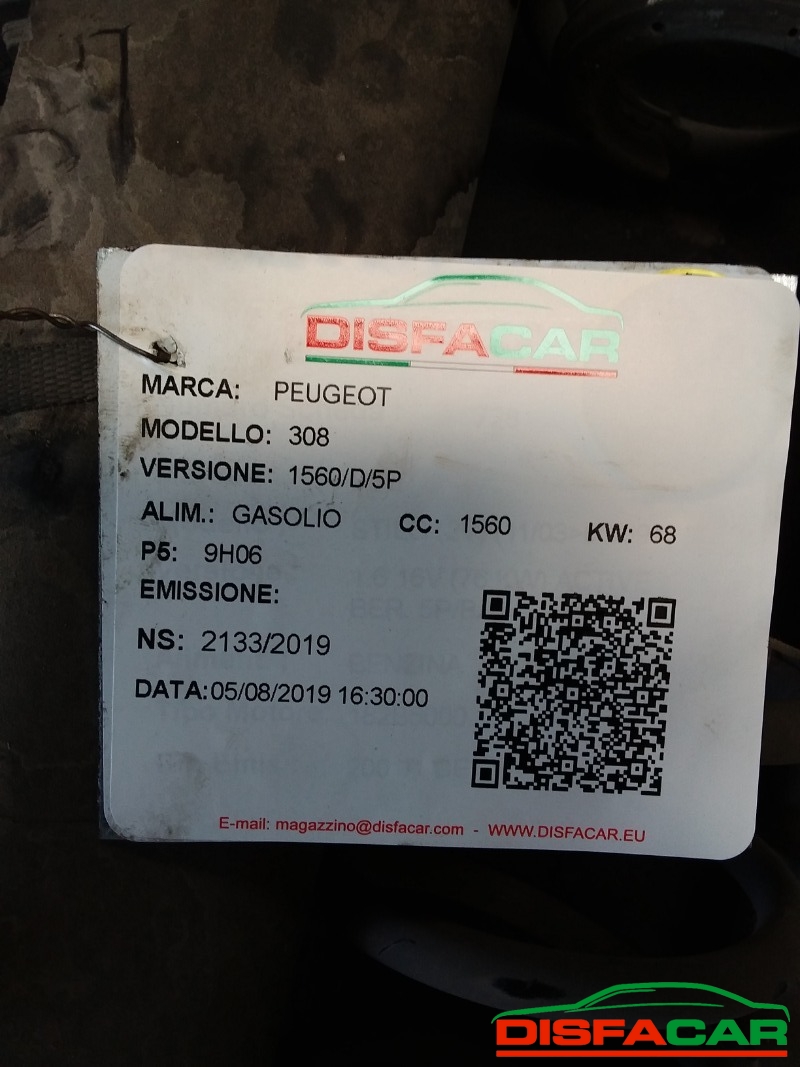 DISFACAR
MARCA: PEUGEOT
MODELLO: 308
VERSIONE: 1560/D/5P
ALIM.: GASOLIO CC: 1560 KW: 68
P5: 9H06
EMISSIONE:
NS: 2133/2019
DATA:05/08/2019 16:30:00
E-mail: magazzino@disfacar.com - WWW.DISFACAR.EU
DISFACAR